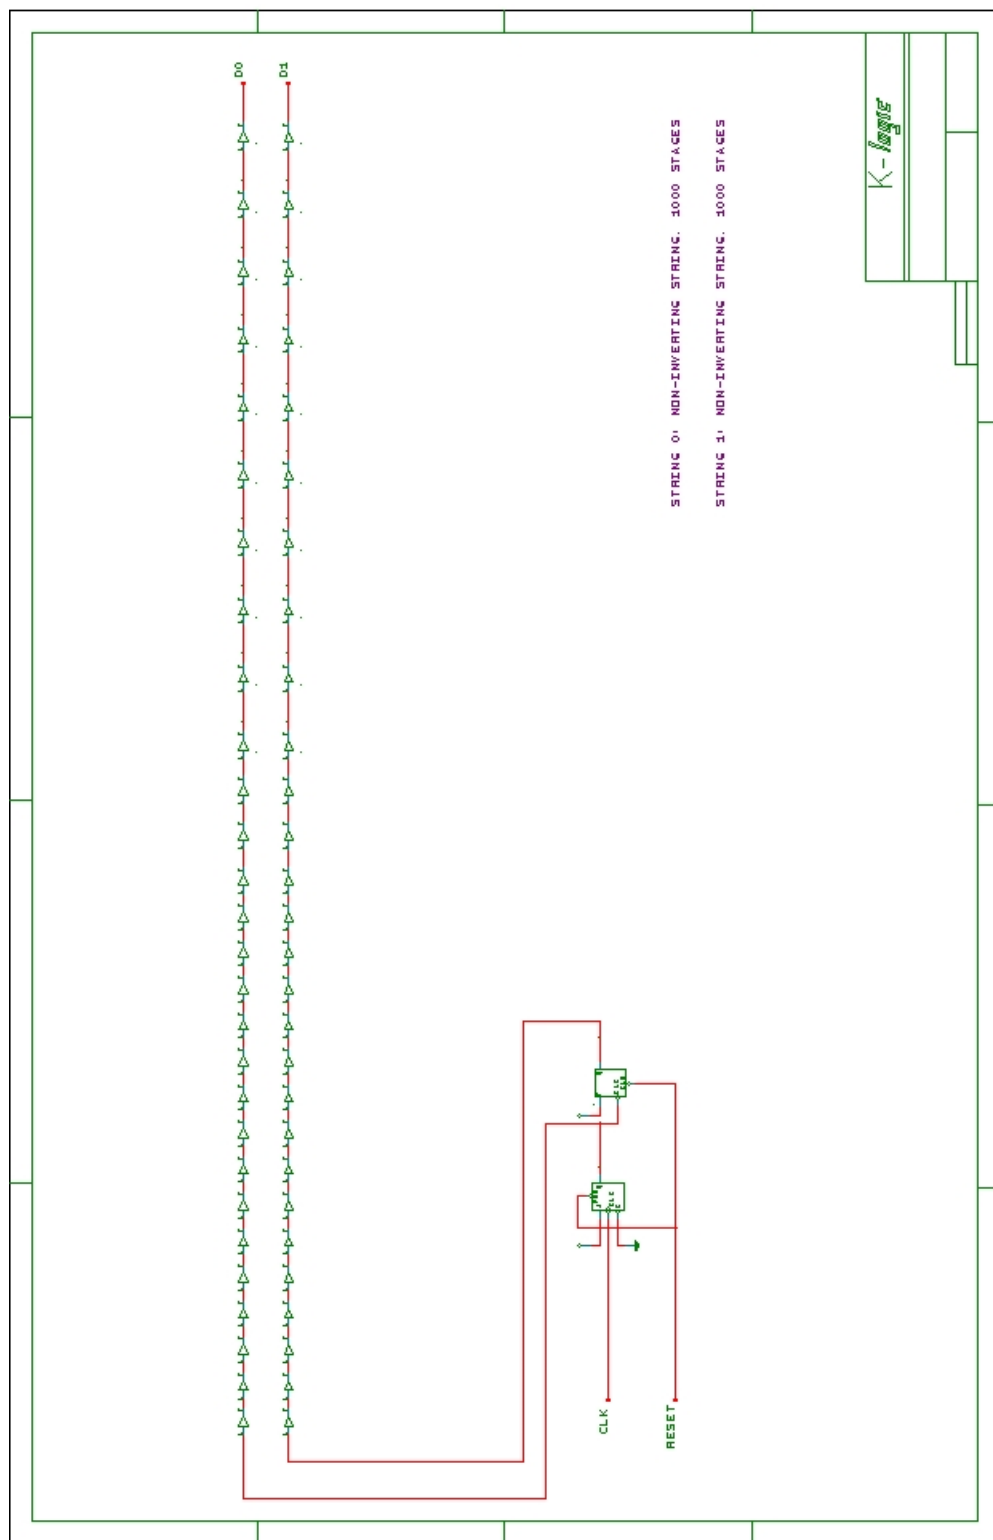 D0
D1
STRING 0: NON-INVERTING STRING. 1000 STAGES
STRING 1: NON-INVERTING STRING. 1000 STAGES
K-logic
CLK
RESET